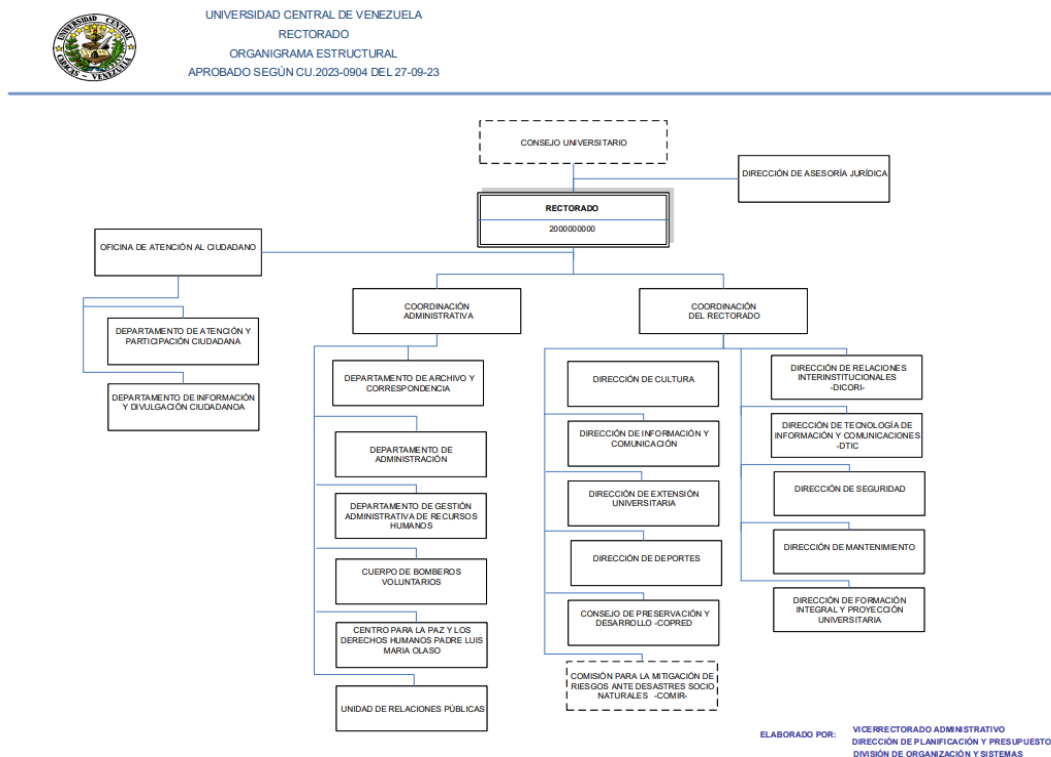 UNIVERSIDAD CENTRAL DE VENEZUELA
RECTORADO
ORGANIGRAMA ESTRUCTURAL
APROBADO SEGÚN CU.2023-0904 DEL 27-09-23
UNIVERSIDAD CENTRAL
CARACAS – VENEZUELA
CONSEJO UNIVERSITARIO
DIRECCIÓN DE ASESORÍA JURÍDICA
RECTORADO
2000000000
OFICINA DE ATENCIÓN AL CIUDADANO
DEPARTAMENTO DE ATENCIÓN Y
PARTICIPACIÓN CIUDADANA
DEPARTAMENTO DE INFORMACIÓN
Y DIVULGACIÓN CIUDADANOA
COORDINACIÓN
ADMINISTRATIVA
DEPARTAMENTO DE ARCHIVO Y
CORRESPONDENCIA
DEPARTAMENTO DE
ADMINISTRACIÓN
DEPARTAMENTO DE GESTIÓN
ADMINISTRATIVA DE RECURSOS
HUMANOS
CUERPO DE BOMBEROS
VOLUNTARIOS
CENTRO PARA LA PAZ Y LOS
DERECHOS HUMANOS PADRE LUIS
MARIA OLASO
UNIDAD DE RELACIONES PÚBLICAS
COORDINACIÓN
DEL RECTORADO
DIRECCIÓN DE CULTURA
DIRECCIÓN DE INFORMACIÓN Y
COMUNICACIÓN
DIRECCIÓN DE EXTENSIÓN
UNIVERSITARIA
DIRECCIÓN DE DEPORTES
CONSEJO DE PRESERVACIÓN Y
DESARROLLO -COPRED
COMISIÓN PARA LA MITIGACIÓN DE
RIESGOS ANTE DESASTRES SOCIO
NATURALES -COMIR-
DIRECCIÓN DE RELACIONES
INTERINSTITUCIONALES
-DICORI-
DIRECCIÓN DE TECNOLOGÍA DE
INFORMACIÓN Y COMUNICACIONES
-DTIC
DIRECCIÓN DE SEGURIDAD
DIRECCIÓN DE MANTENIMIENTO
DIRECCIÓN DE FORMACIÓN
INTEGRAL Y PROYECCIÓN
UNIVERSITARIA
ELABORADO POR: VICERRECTORADO ADMINISTRATIVO
DIRECCIÓN DE PLANIFICACIÓN Y PRESUPUESTO
DIVISIÓN DE ORGANIZACIÓN Y SISTEMAS